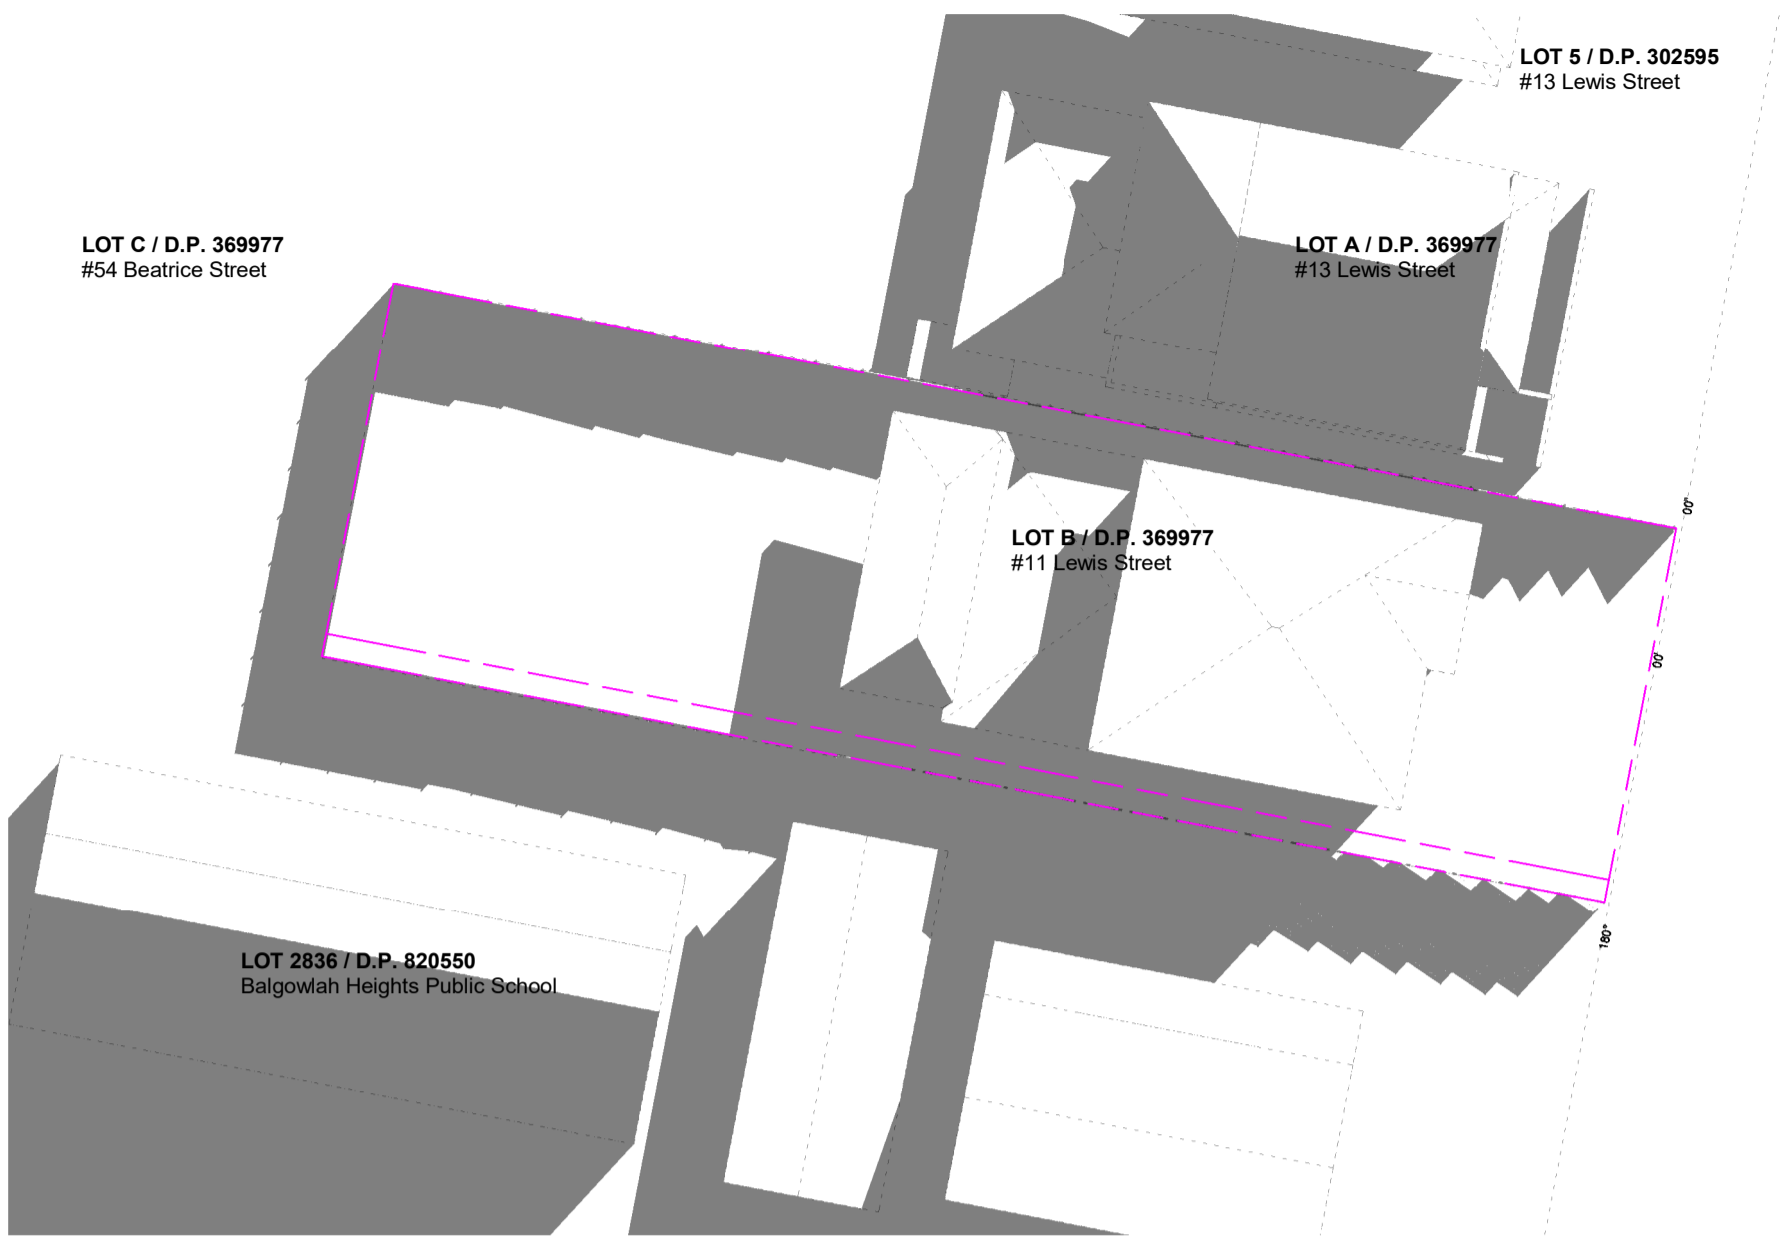 LOT 5 / D.P. 302595
#13 Lewis Street
LOT C / D.P. 369977
#54 Beatrice Street
LOT A / D.P. 369977
#13 Lewis Street
00"
LOT B / D.P. 369977
#11 Lewis Street
00'
180°
LOT 2836 / D.P. 820550
Balgowlah Heights Public School